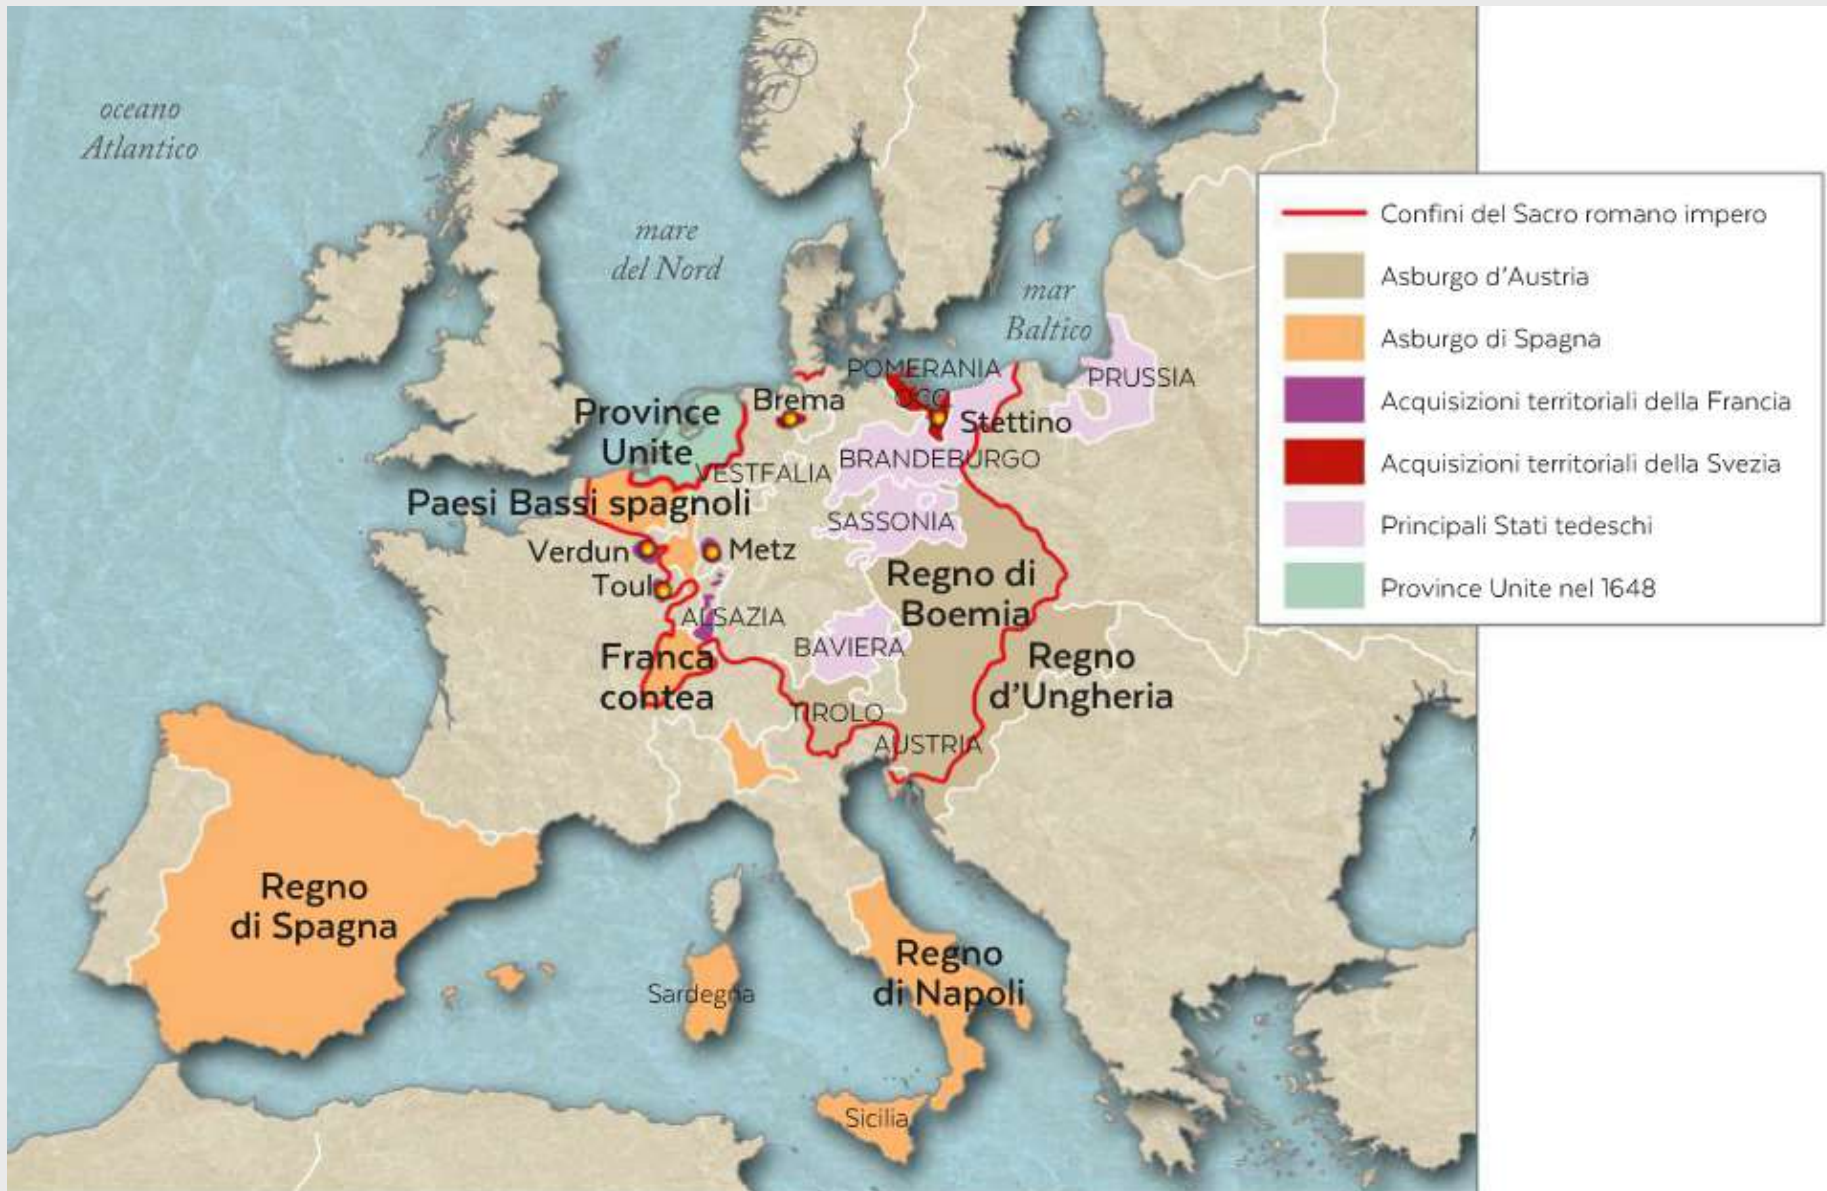 oceano
Atlantico
mare
del Nord
mar
Baltico
POMERANIA
OCC.
PRUSSIA
Brema
Stettino
Province
Unite
VESTFALIA
BRANDEBURGO
Paesi Bassi spagnoli
SASSONIA
Verdun
Metz
Toul
Regno di
Boemia
ALSAZIA
BAVIERA
Franca
contea
Regno
d'Ungheria
TIROLO
AUSTRIA
Regno
di Spagna
Sardegna
Regno
di Napoli
Sicilia
Confini del Sacro romano impero
Asburgo d'Austria
Asburgo di Spagna
Acquisizioni territoriali della Francia
Acquisizioni territoriali della Svezia
Principali Stati tedeschi
Province Unite nel 1648